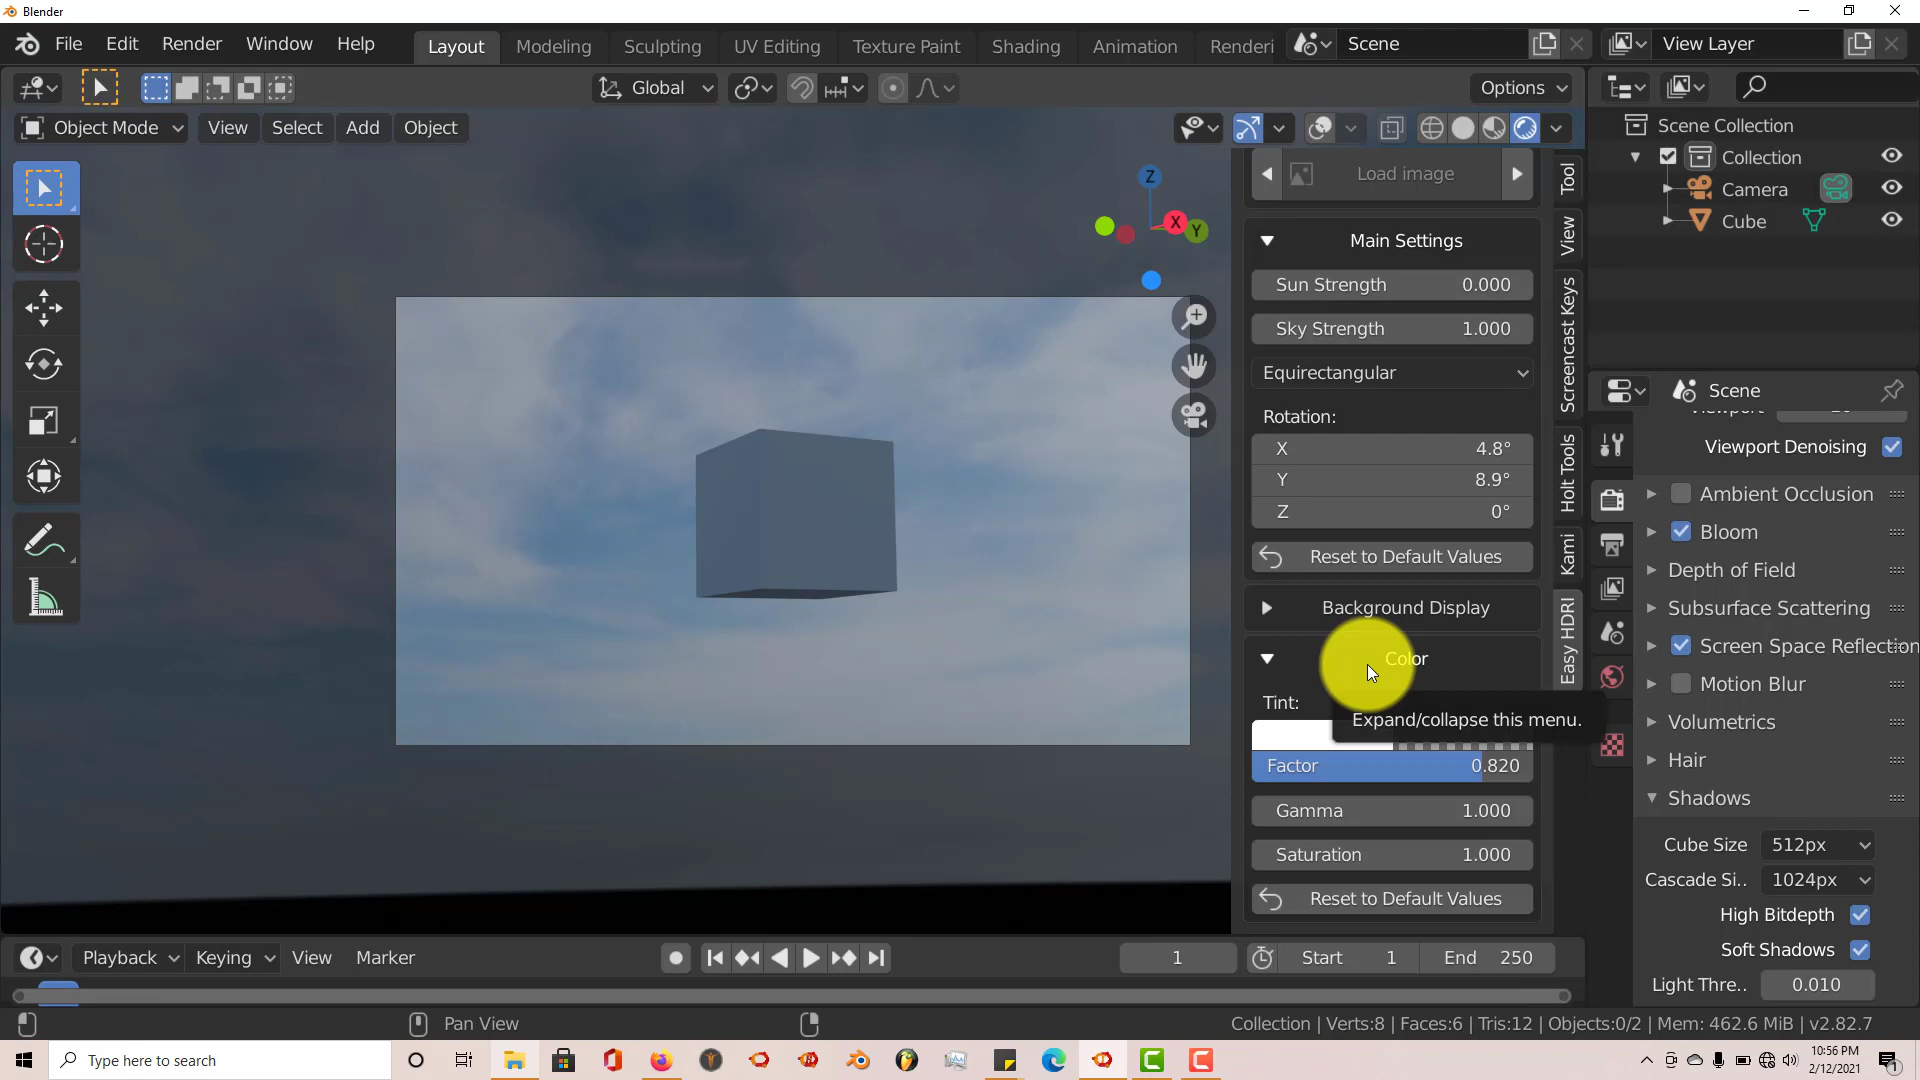 Blender
File Edit Render Window Help Layout Modeling Sculpting UV Editing Texture Paint Shading Animation Renderi Scene View Layer
Global Options
Object Mode View Select Add Object
Scene Collection
Collection
Camera
Cube
Z
X
Y
Load image
Main Settings
Sun Strength 0.000
Sky Strength 1.000
Equirectangular
Rotation:
X 4.8°
Y 8.9°
Z 0°
Reset to Default Values
Background Display
Color
Tint:
Expand/collapse this menu.
Factor 0.820
Gamma 1.000
Saturation 1.000
Reset to Default Values
Tool
View
Screencast Keys
Holt Tools
Kami
Easy HDRI
Scene
Viewport Denoising
Ambient Occlusion
Bloom
Depth of Field
Subsurface Scattering
Screen Space Reflection
Motion Blur
Volumetrics
Hair
Shadows
Cube Size 512px
Cascade Si.. 1024px
High Bitdepth
Soft Shadows
Light Thre.. 0.010
Playback Keying View Marker 1 Start 1 End 250
Pan View Collection | Verts:8 | Faces:6 | Tris:12 | Objects:0/2 | Mem: 462.6 MiB | v2.82.7
Type here to search
10:56 PM
2/12/2021
1